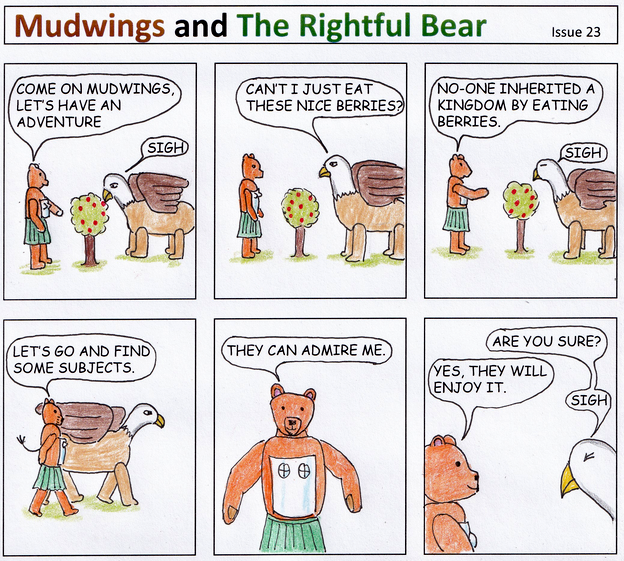 Mudwings and The Rightful Bear
Issue 23
COME ON MUDWINGS,
LET'S HAVE AN
ADVENTURE
SIGH
CAN'T I JUST EAT
THESE NICE BERRIES?
NO-ONE INHERITED A
KINGDOM BY EATING
BERRIES.
SIGH
LET'S GO AND FIND
SOME SUBJECTS.
THEY CAN ADMIRE ME.
ARE YOU SURE?
YES, THEY WILL
ENJOY IT.
SIGH